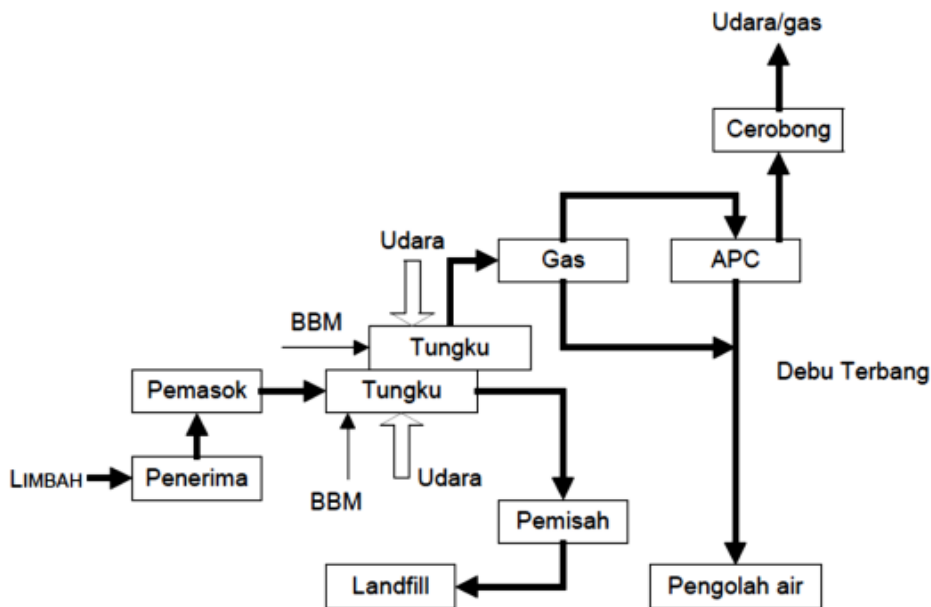 Udara/gas
Cerobong
Udara
Gas
APC
BBM
Tungku
Pemasok
Tungku
Debu Terbang
LIMBAH
Penerima
BBM
Udara
Pemisah
Landfill
Pengolah air